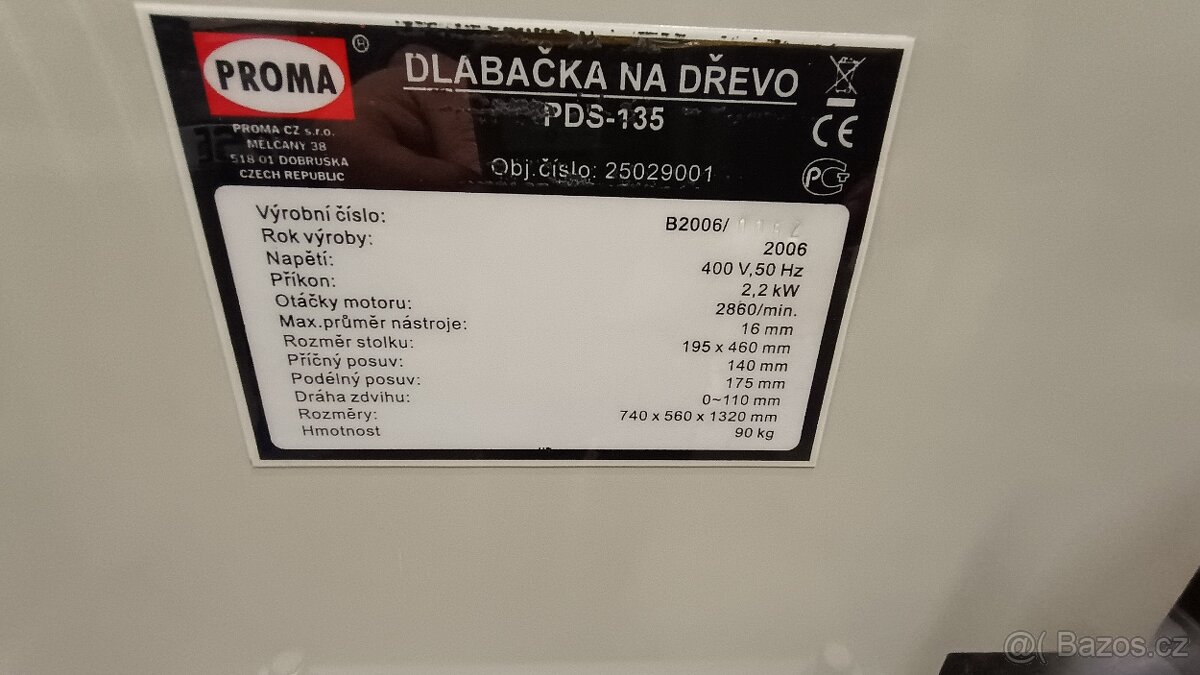 PROMA ®
PROMA CZ s.r.o.
MĚLČANY 38
518 01 DOBRUŠKA
CZECH REPUBLIC
DLABAČKA NA DŘEVO
PDS-135
Obj.číslo: 25029001
CE
Výrobní číslo: B2006/
Rok výroby: 2006
Napětí: 400 V,50 Hz
Příkon: 2,2 kW
Otáčky motoru: 2860/min.
Max.průměr nástroje: 16 mm
Rozměr stolku: 195 x 460 mm
Příčný posuv: 140 mm
Podélný posuv: 175 mm
Dráha zdvihu: 0~110 mm
Rozměry: 740 x 560 x 1320 mm
Hmotnost 90 kg
@( Bazos.cz